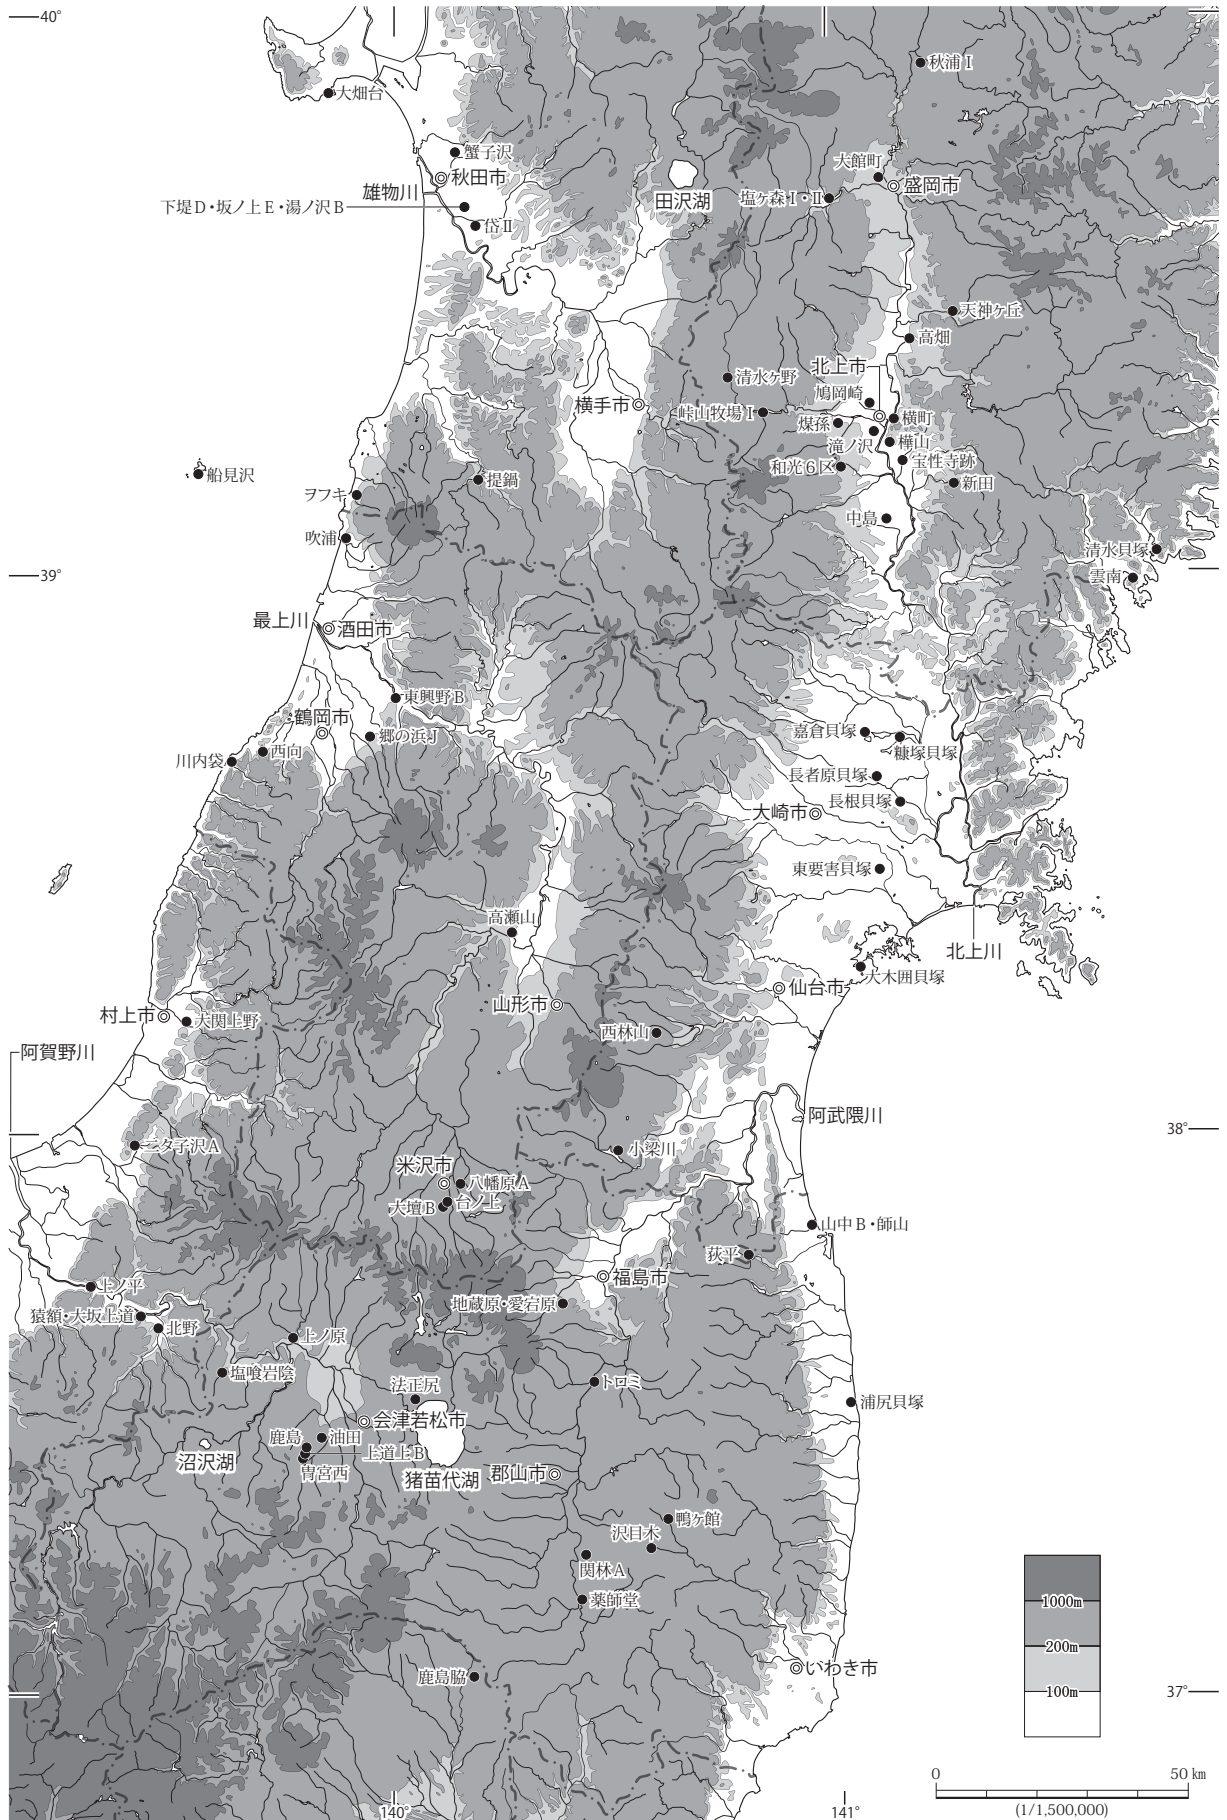 40°
秋浦Ⅰ
大畑台
蟹子沢
大館町
秋田市
盛岡市
雄物川
田沢湖
塩ヶ森Ⅰ・Ⅱ
下堤D・坂ノ上E・湯ノ沢B
岱Ⅱ
天神ヶ丘
高畑
北上市
清水ヶ野
鳩岡崎
横手市
峠山牧場Ⅰ
煤孫
横町
滝ノ沢
樺山
和光6区
宝性寺跡
船見沢
提鍋
新田
ヲフキ
中島
吹浦
清水貝塚
39°
雲南
最上川
酒田市
東興野B
鶴岡市
郷の浜J
嘉倉貝塚
糠塚貝塚
西向
川内袋
長者原貝塚
長根貝塚
大崎市
東要害貝塚
高瀬山
北上川
大木囲貝塚
仙台市
山形市
村上市
大関上野
西林山
阿賀野川
阿武隈川
38°
二タ子沢A
小梁川
米沢市
八幡原A
台ノ上
大壇B
山中B・師山
荻平
福島市
上ノ平
地蔵原・愛宕原
猿額・大坂上道
北野
上ノ原
塩喰岩陰
トロミ
法正尻
浦尻貝塚
会津若松市
鹿島
油田
上道上B
沼沢湖
冑宮西
猪苗代湖
郡山市
鴨ヶ館
沢目木
関林A
薬師堂
1000m
200m
100m
いわき市
鹿島脇
37°
0
50㎞
(1/1,500,000)
140°
141°